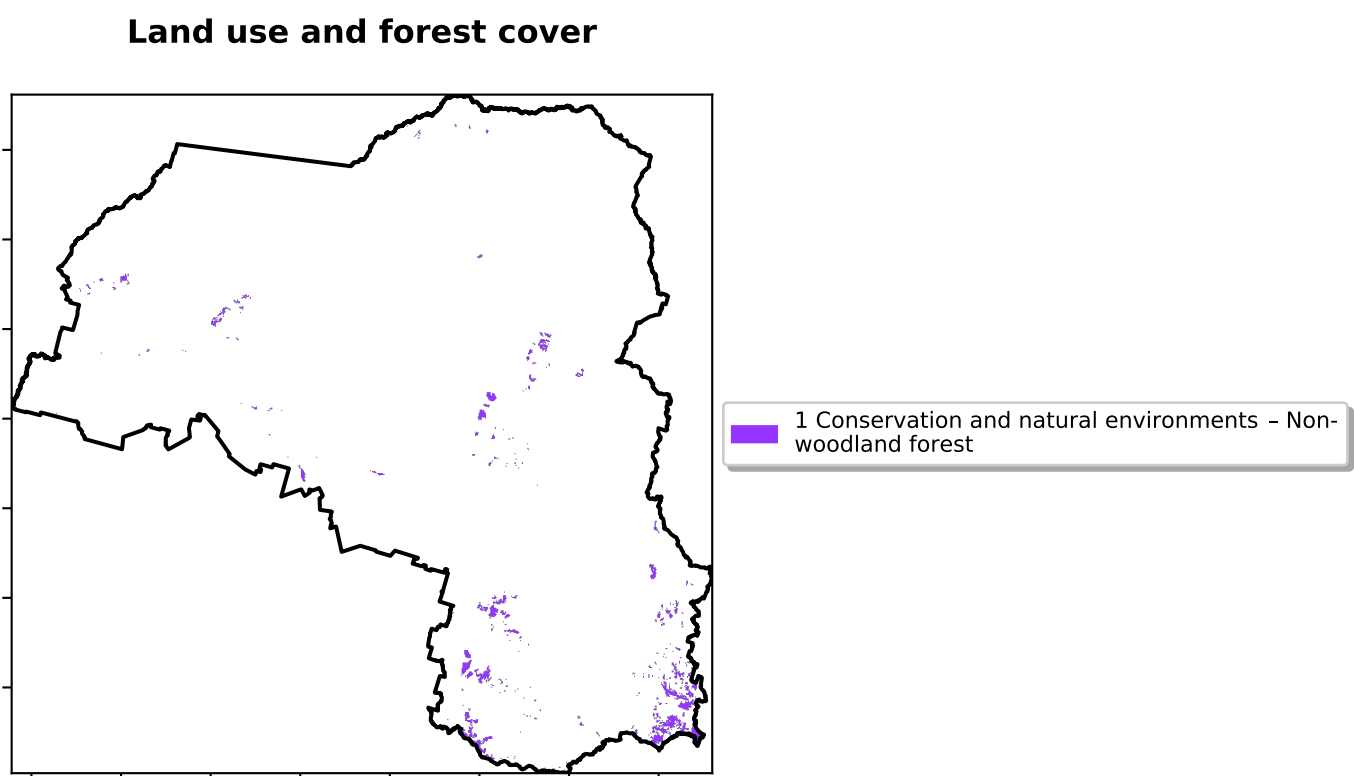 Land use and forest cover
1 Conservation and natural environments – Non-
woodland forest